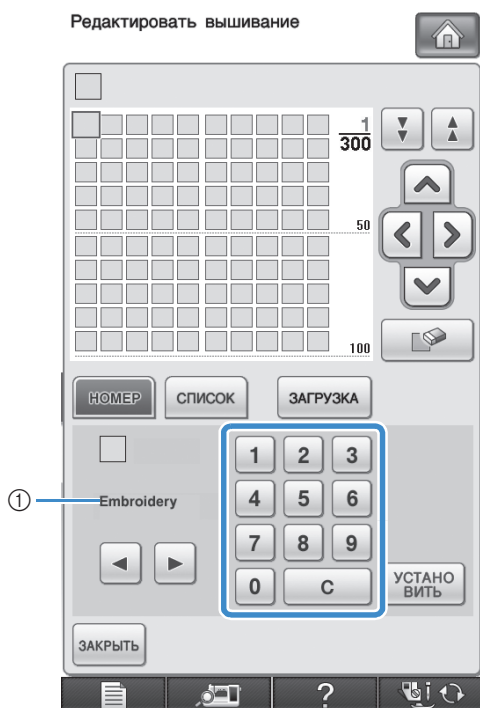 Редактировать вышивание
1
300
50
100
НОМЕР СПИСОК ЗАГРУЗКА
1 2 3
① Embroidery 4 5 6
7 8 9
0 C УСТАНО
ВИТЬ
ЗАКРЫТЬ
?